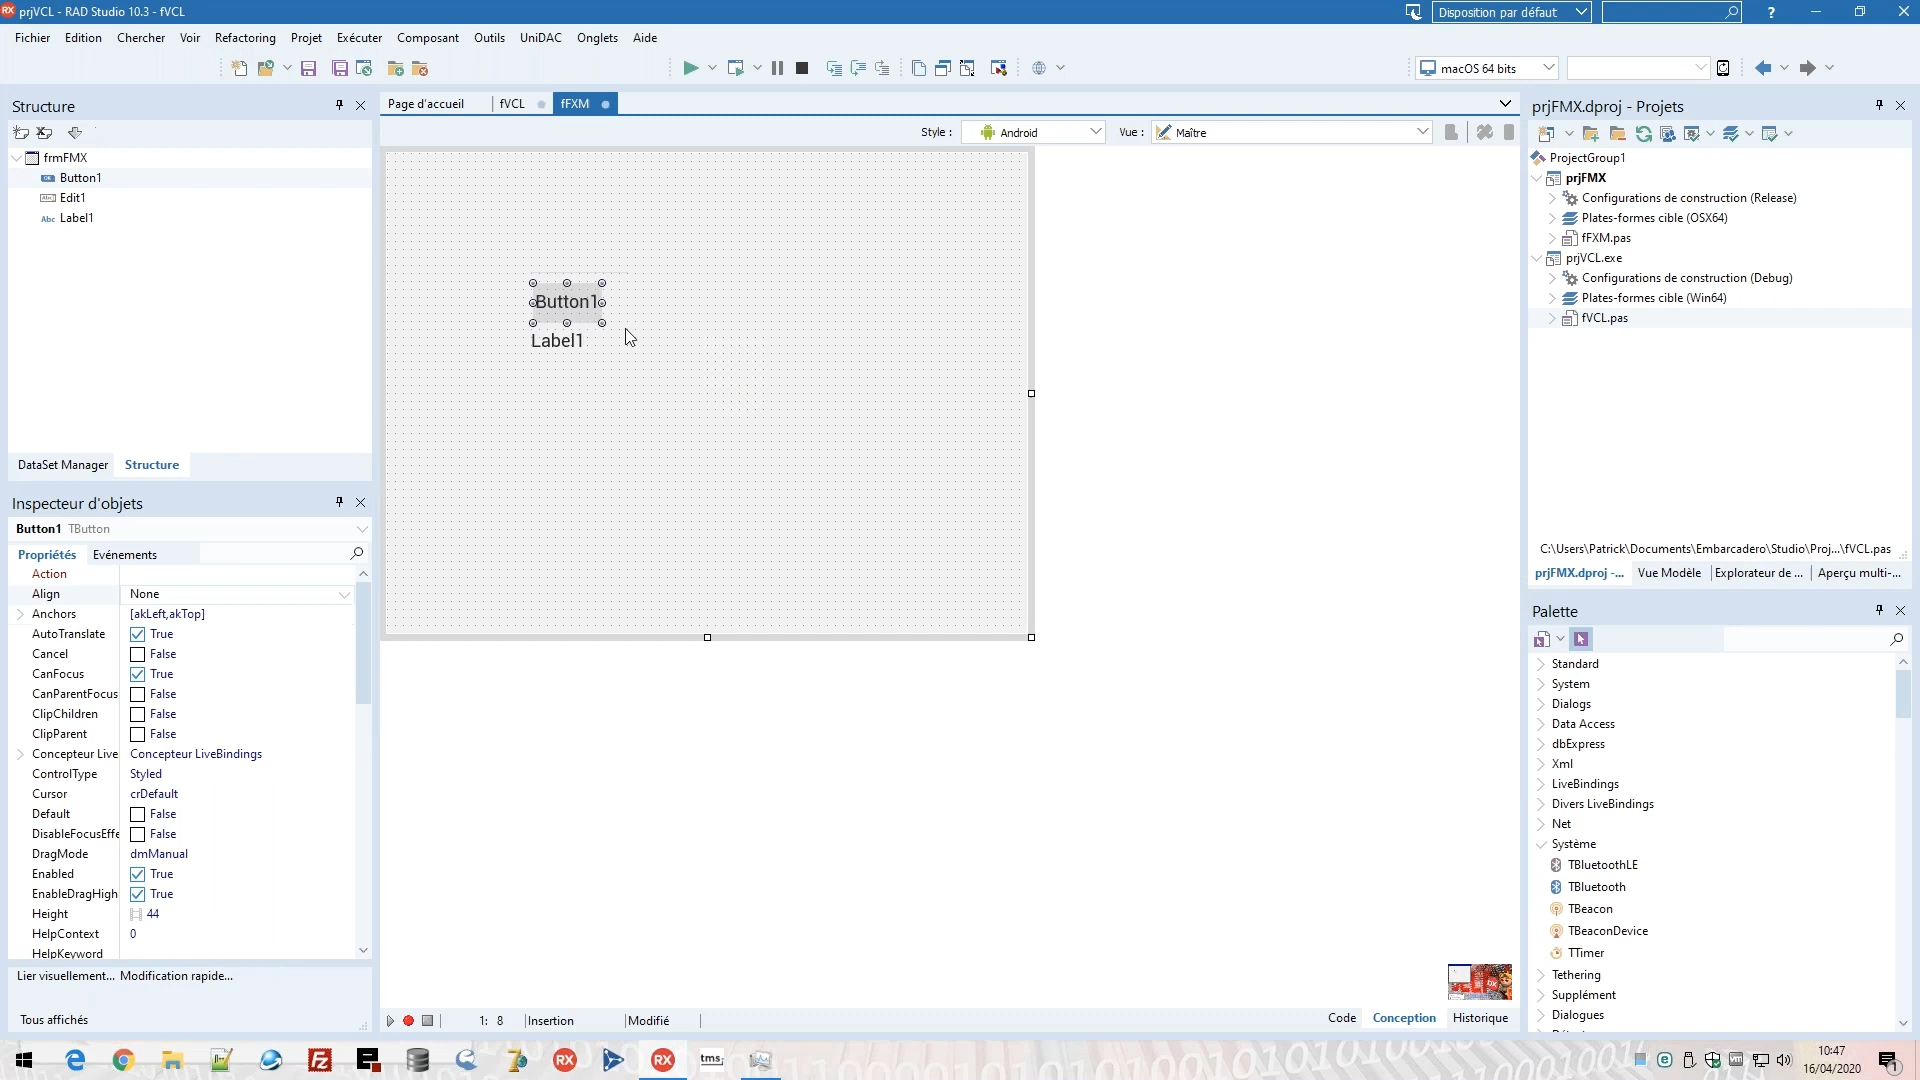 prjVCL - RAD Studio 10.3 - fVCL
Disposition par défaut
?
Fichier Edition Chercher Voir Refactoring Projet Exécuter Composant Outils UniDAC Onglets Aide
macOS 64 bits
Structure
frmFMX
Button1
Edit1
Label1
DataSet Manager Structure
Inspecteur d'objets
Button1 TButton
Propriétés Evénements
Action
Align None
Anchors [akLeft,akTop]
AutoTranslate True
Cancel False
CanFocus True
CanParentFocus False
ClipChildren False
ClipParent False
Concepteur Live Concepteur LiveBindings
ControlType Styled
Cursor crDefault
Default False
DisableFocusEffe False
DragMode dmManual
Enabled True
EnableDragHigh True
Height 44
HelpContext 0
HelpKeyword
Lier visuellement... Modification rapide...
Tous affichés
Page d'accueil fVCL fFXM
Style : Android Vue : Maître
Button1
Label1
1: 8 Insertion Modifié
Code Conception Historique
prjFMX.dproj - Projets
ProjectGroup1
prjFMX
Configurations de construction (Release)
Plates-formes cible (OSX64)
fFXM.pas
prjVCL.exe
Configurations de construction (Debug)
Plates-formes cible (Win64)
fVCL.pas
C:\Users\Patrick\Documents\Embarcadero\Studio\Proj...\fVCL.pas
prjFMX.dproj -... Vue Modèle Explorateur de ... Aperçu multi-...
Palette
Standard
System
Dialogs
Data Access
dbExpress
Xml
LiveBindings
Divers LiveBindings
Net
Système
TBluetoothLE
TBluetooth
TBeacon
TBeaconDevice
TTimer
Tethering
Supplément
Dialogues
RX
RX
tms
10:47
16/04/2020